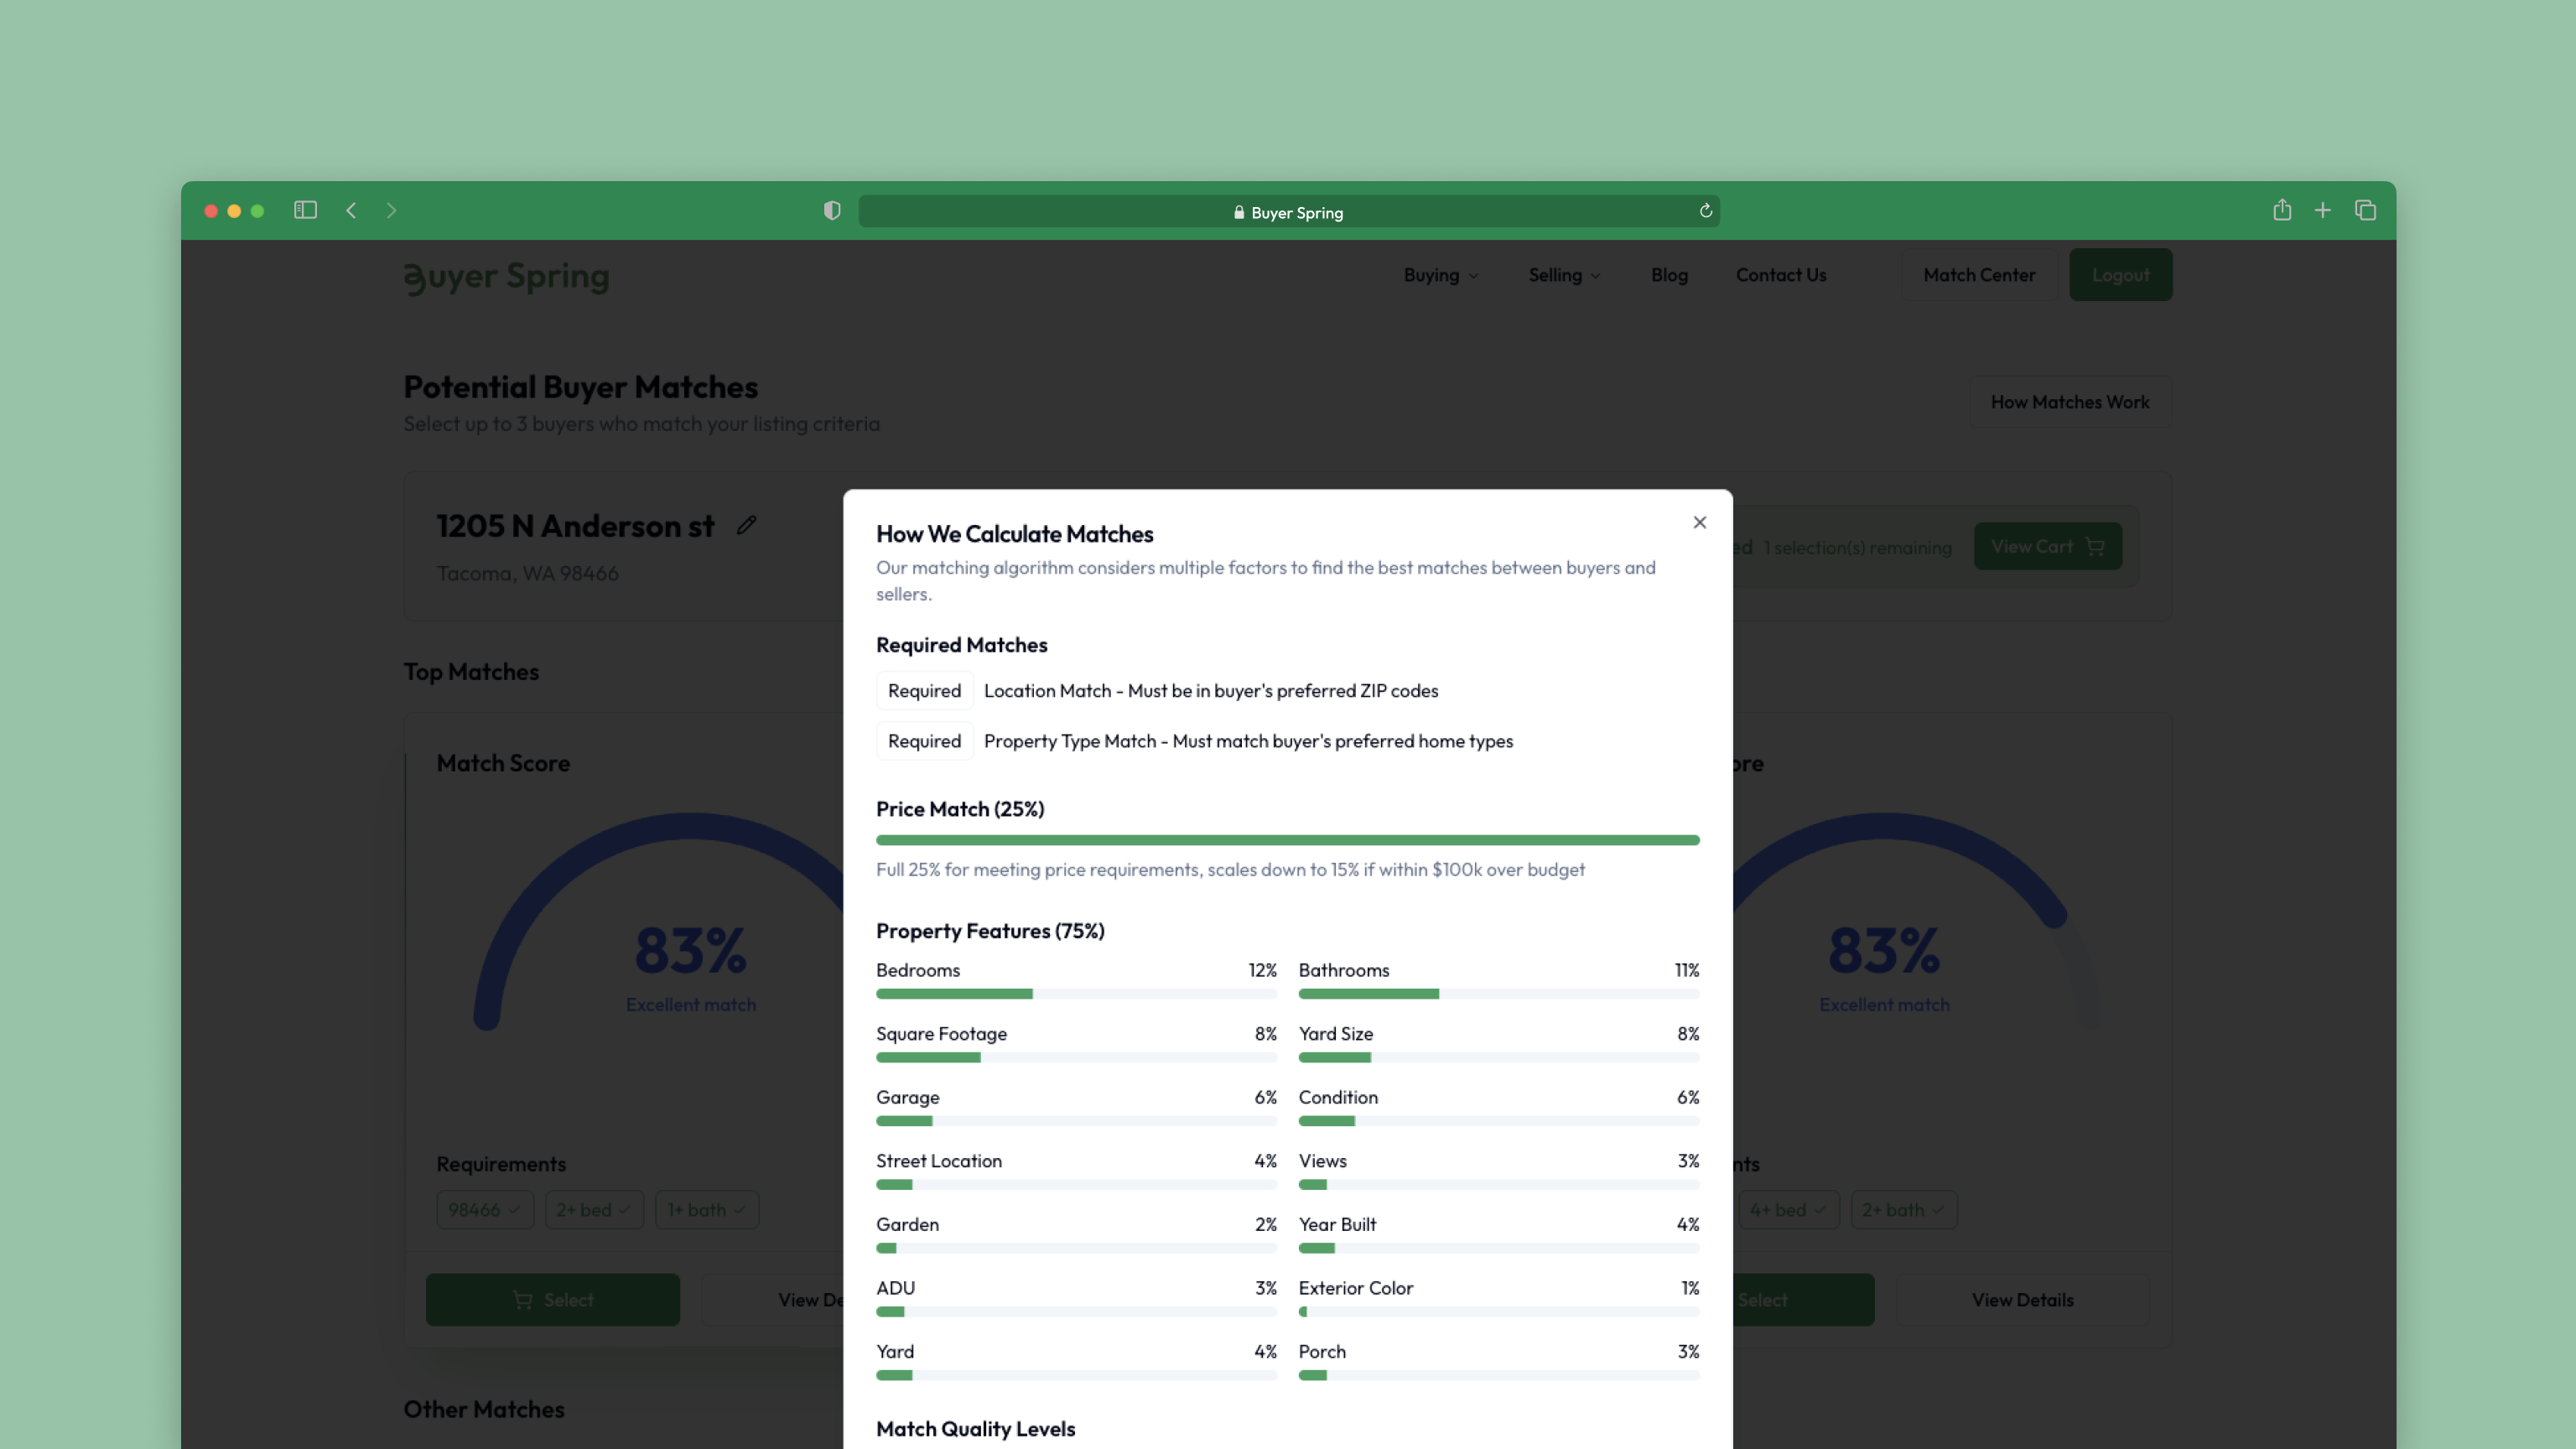 Buyer Spring
Buyer Spring
Buying
Selling
Blog
Contact Us
Match Center
Logout
Potential Buyer Matches
Select up to 3 buyers who match your listing criteria
How Matches Work
1205 N Anderson st
Tacoma, WA 98466
ed 1 selection(s) remaining
View Cart
Top Matches
Match Score
83%
Excellent match
Requirements
98466
2+ bed
1+ bath
Select
View De
Other Matches
How We Calculate Matches
Our matching algorithm considers multiple factors to find the best matches between buyers and
sellers.
Required Matches
Required Location Match - Must be in buyer's preferred ZIP codes
Required Property Type Match - Must match buyer's preferred home types
Price Match (25%)
Full 25% for meeting price requirements, scales down to 15% if within $100k over budget
Property Features (75%)
Bedrooms 12%
Bathrooms 11%
Square Footage 8%
Yard Size 8%
Garage 6%
Condition 6%
Street Location 4%
Views 3%
Garden 2%
Year Built 4%
ADU 3%
Exterior Color 1%
Yard 4%
Porch 3%
Match Quality Levels
ore
83%
Excellent match
nts
4+ bed
2+ bath
Select
View Details